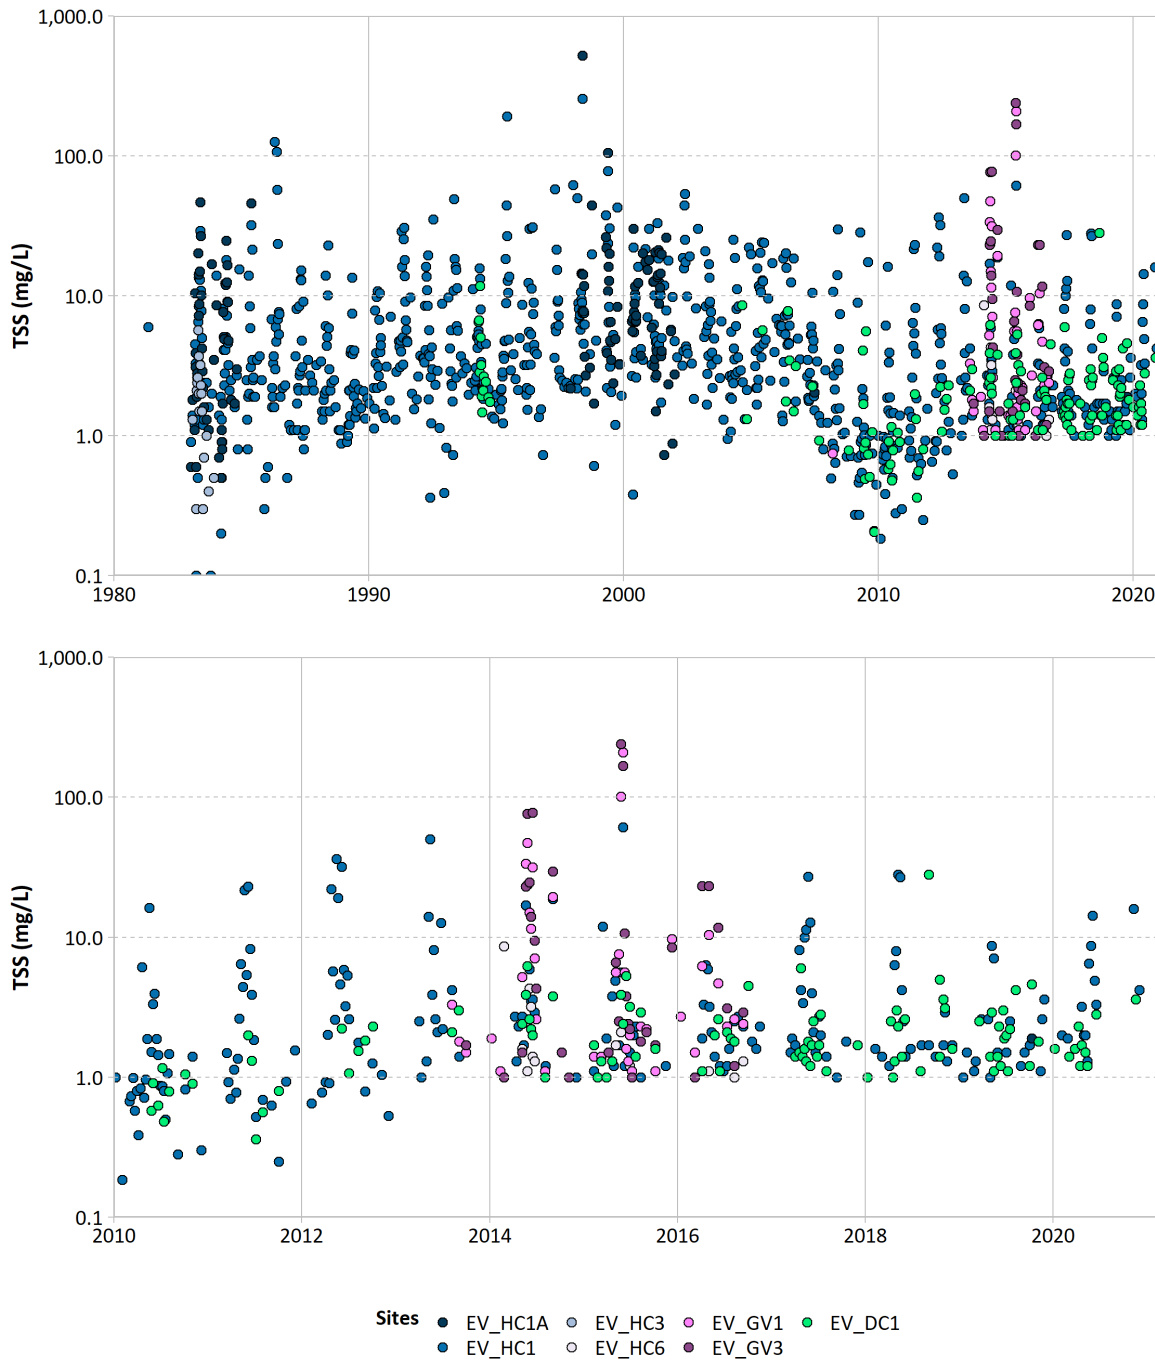 1,000.0
100.0
10.0
1.0
0.1
TSS (mg/L)
1980 1990 2000 2010 2020
1,000.0
100.0
10.0
1.0
0.1
TSS (mg/L)
2010 2012 2014 2016 2018 2020
Sites EV_HC1A EV_HC3 EV_GV1 EV_DC1
EV_HC1 EV_HC6 EV_GV3